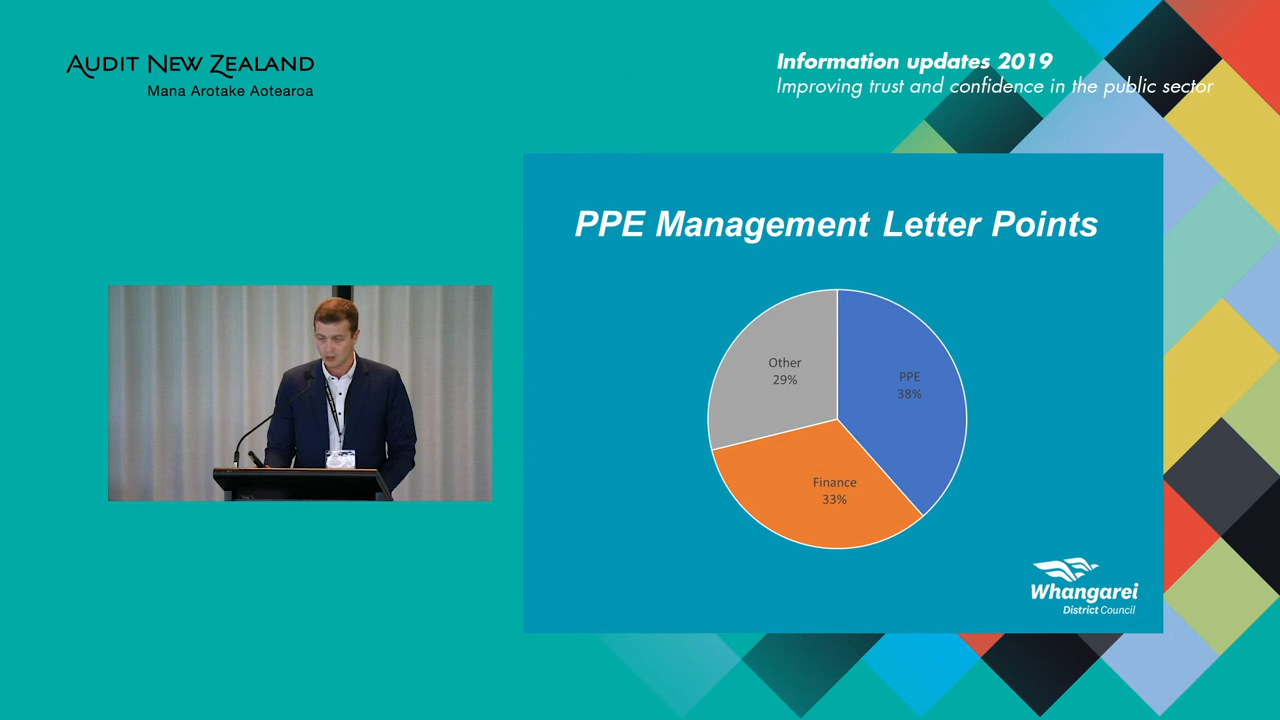 AUDIT NEW ZEALAND
Mana Arotake Aotearoa
Information updates 2019
Improving trust and confidence in the public sector
PPE Management Letter Points
Other
29%
PPE
38%
Finance
33%
Whangarei
District Council